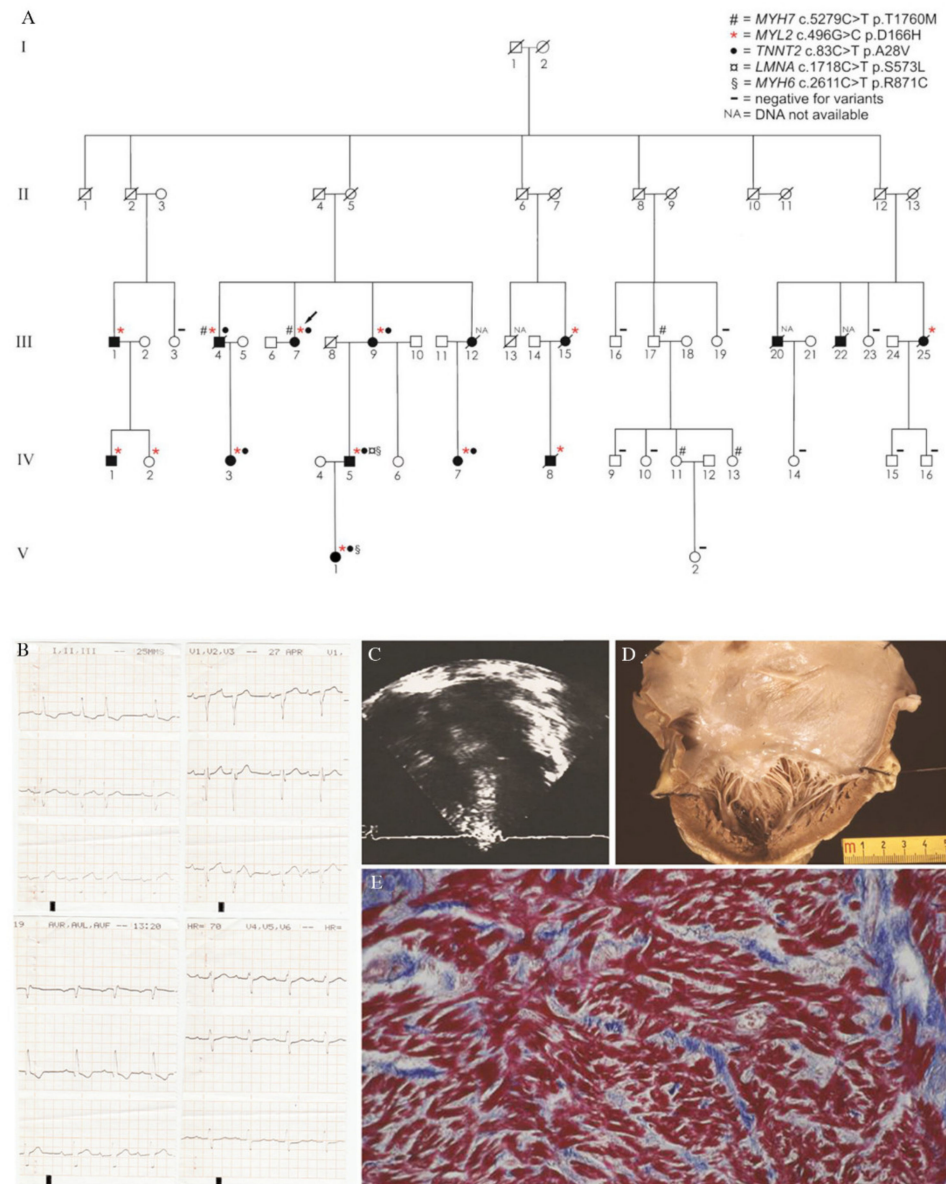 A
# = MYH7 c.5279C>T p.T1760M
* = MYL2 c.496G>C p.D166H
● = TNNT2 c.83C>T p.A28V
¤ = LMNA c.1718C>T p.S573L
§ = MYH6 c.2611C>T p.R871C
- = negative for variants
NA = DNA not available
I
1 2
II
1 2 3 4 5 6 7 8 9 10 11 12 13
* - # * ● # * ● * ● NA NA * - # - NA NA - *
III
1 2 3 4 5 6 7 8 9 10 11 12 13 14 15 16 17 18 19 20 21 22 23 24 25
* * * ● * ● ¤ § * ● * - - # # - - -
IV
1 2 3 4 5 6 7 8 9 10 11 12 13 14 15 16
* ● § -
V
1 2
B
I,II,III -- 25MMS
V1,V2,V3 -- 27 APR V1,
19 AVR,AVL,AVF -- 13:20
HR= 70 V4,V5,V6 -- HR=
C
D
m 1 2 3 4
E